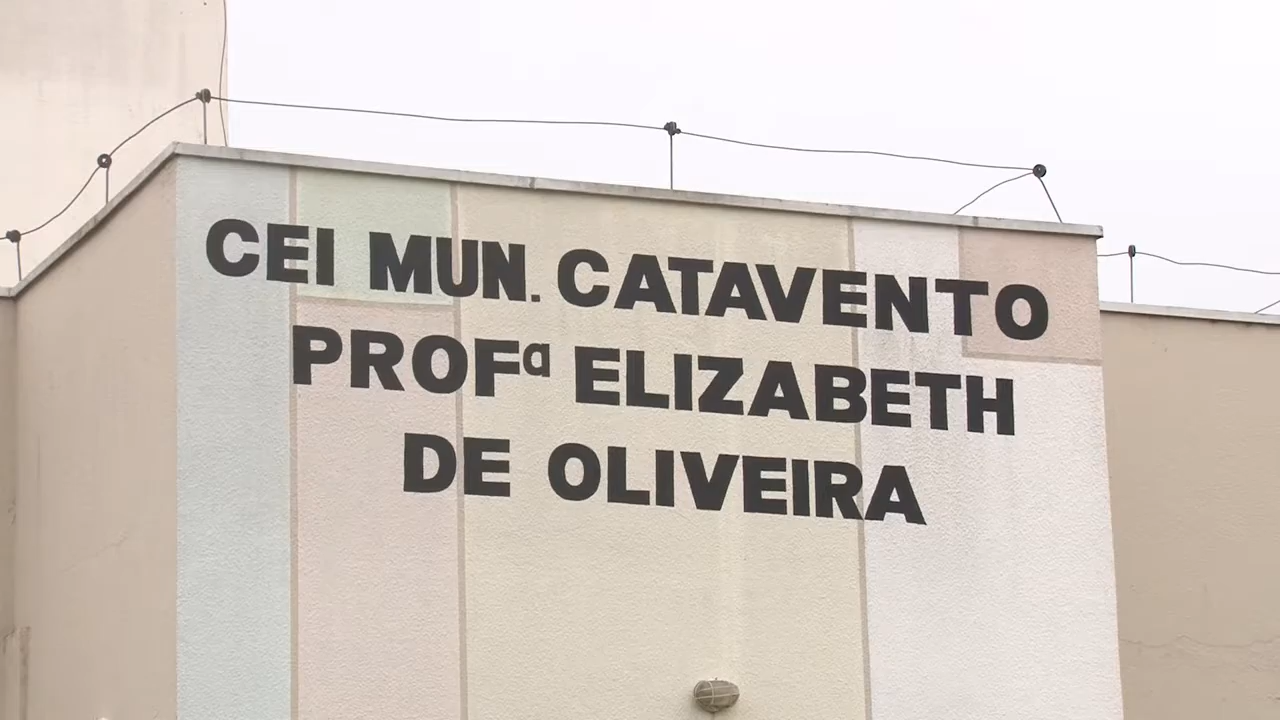 CEI MUN. CATAVENTO
PROFª ELIZABETH
DE OLIVEIRA